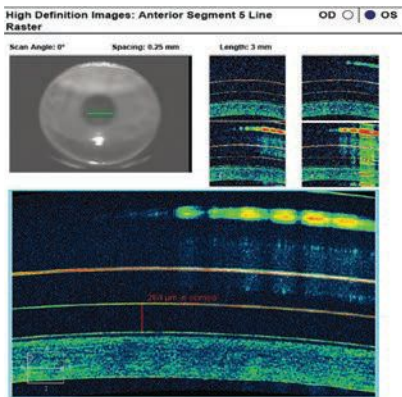 High Definition Images: Anterior Segment 5 Line Raster
OD OS
Scan Angle: 0° Spacing: 0.25 mm Length: 3 mm